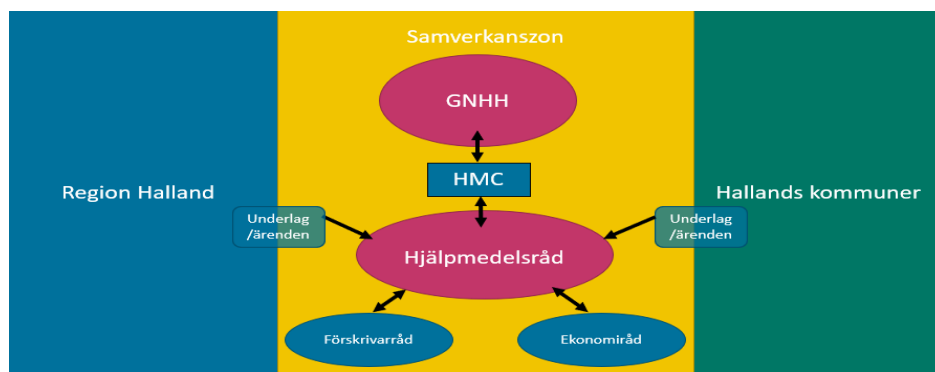 Samverkanszon
GNHH
HMC
Region Halland
Hallands kommuner
Underlag
/ärenden
Underlag
/ärenden
Hjälpmedelsråd
Förskrivarråd
Ekonomiråd